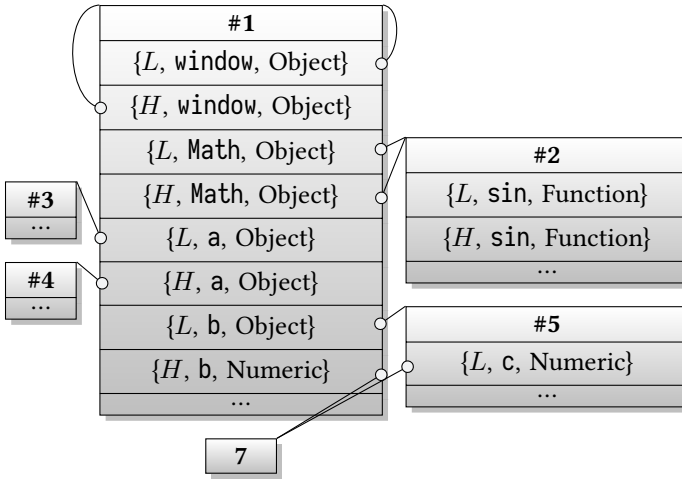 #1
{L, window, Object}
{H, window, Object}
{L, Math, Object}
{H, Math, Object}
{L, a, Object}
{H, a, Object}
{L, b, Object}
{H, b, Numeric}
...
#2
{L, sin, Function}
{H, sin, Function}
...
#3
...
#4
...
#5
{L, c, Numeric}
...
7